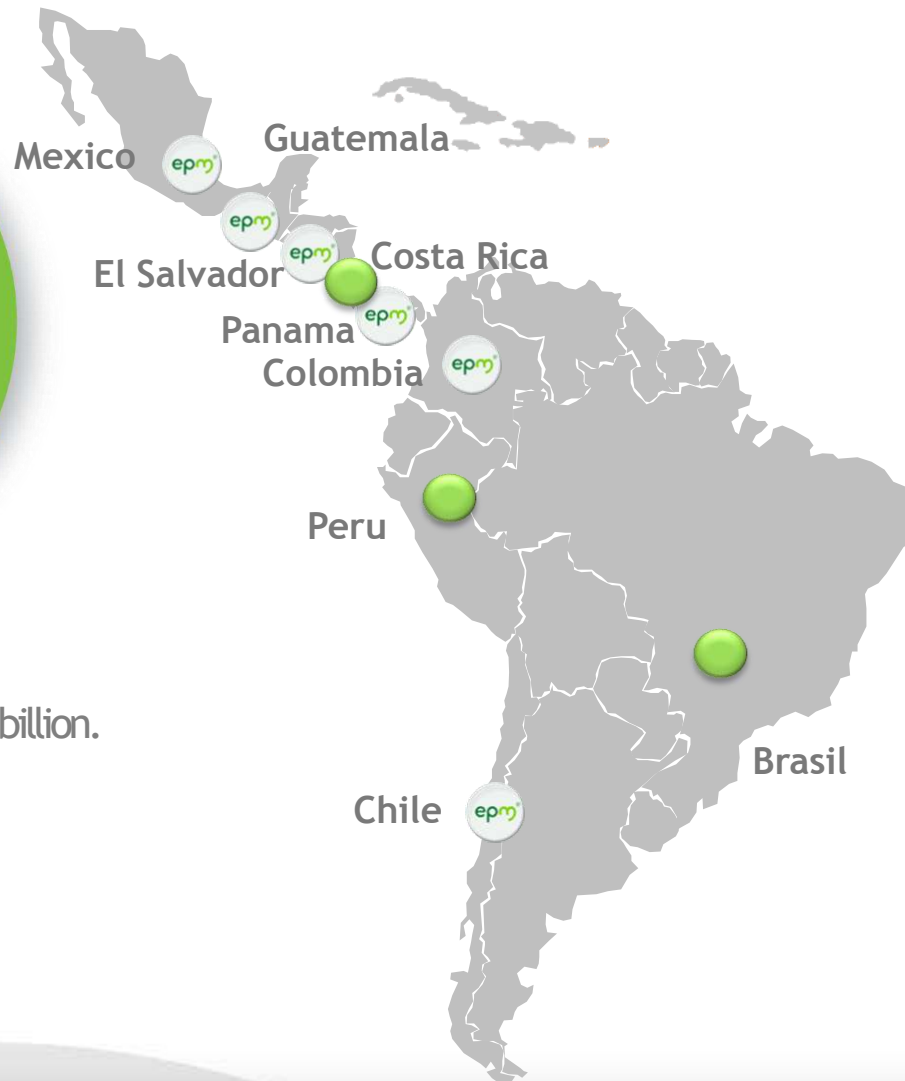 Guatemala
Mexico
epm®
epm®
epm®
Costa Rica
El Salvador
epm®
Panama
epm®
Colombia
Peru
billion.
Brasil
Chile
epm®